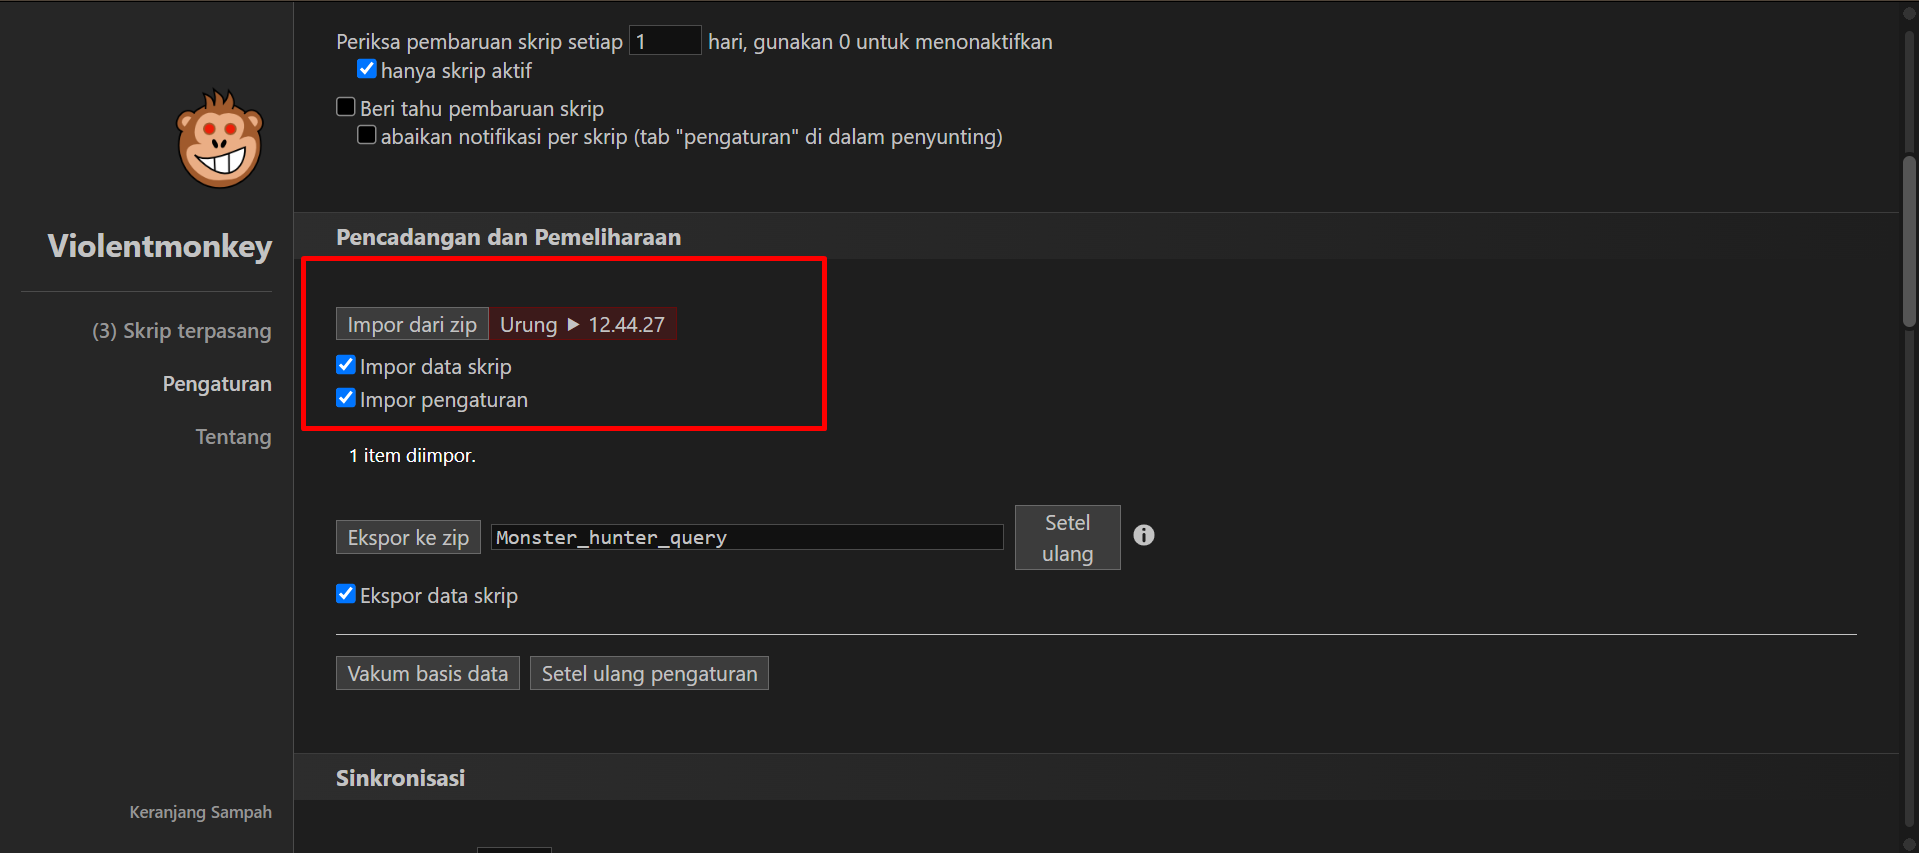 Periksa pembaruan skrip setiap 1 hari, gunakan 0 untuk menonaktifkan
hanya skrip aktif
Beri tahu pembaruan skrip
abaikan notifikasi per skrip (tab "pengaturan" di dalam penyunting)
Violentmonkey
(3) Skrip terpasang
Pengaturan
Tentang
Keranjang Sampah
Pencadangan dan Pemeliharaan
Impor dari zip Urung ▶ 12.44.27
Impor data skrip
Impor pengaturan
1 item diimpor.
Ekspor ke zip Monster_hunter_query
Setel
ulang
Ekspor data skrip
Vakum basis data Setel ulang pengaturan
Sinkronisasi